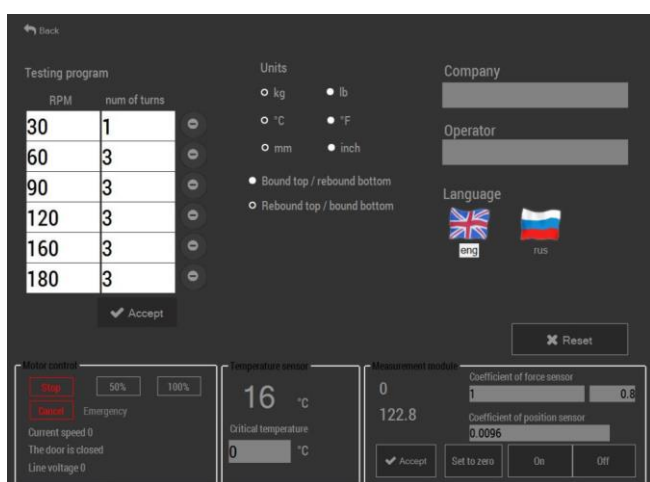 Back
Testing program
RPM num of turns
30 1
60 3
90 3
120 3
160 3
180 3
Accept
Units
kg lb
°C °F
mm inch
Bound top / rebound bottom
Rebound top / bound bottom
Company
Operator
Language
eng rus
Reset
Motor control
Stop 50% 100%
Cancel Emergency
Current speed 0
The door is closed
Line voltage 0
Temperature sensor
16 °C
Critical temperature
0 °C
Measurement module
0
122.8
Coefficient of force sensor
1 0.8
Coefficient of position sensor
0.0096
Accept Set to zero On Off